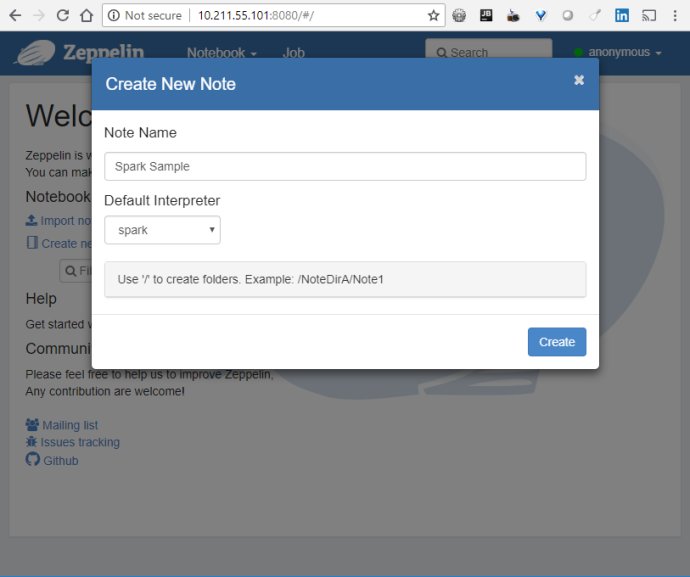 Not secure 10.211.55.101:8080/#/
Zeppelin Notebook Job Search anonymous
Create New Note ×
Welc
Note Name
Zeppelin is w
Spark Sample
You can mak
Notebook
Default Interpreter
Import no
spark
Create ne
Use '/' to create folders. Example: /NoteDirA/Note1
Help
Get started w
Create
Communi
Please feel free to help us to improve Zeppelin,
Any contribution are welcome!
Mailing list
Issues tracking
Github